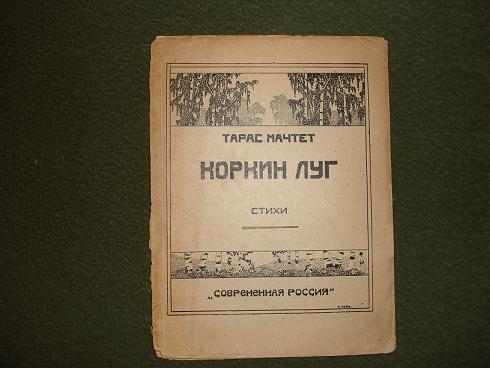 ТАРАС МАЧТЕТ
КОРКИН ЛУГ
СТИХИ
„СОВРЕМЕННАЯ РОССИЯ“